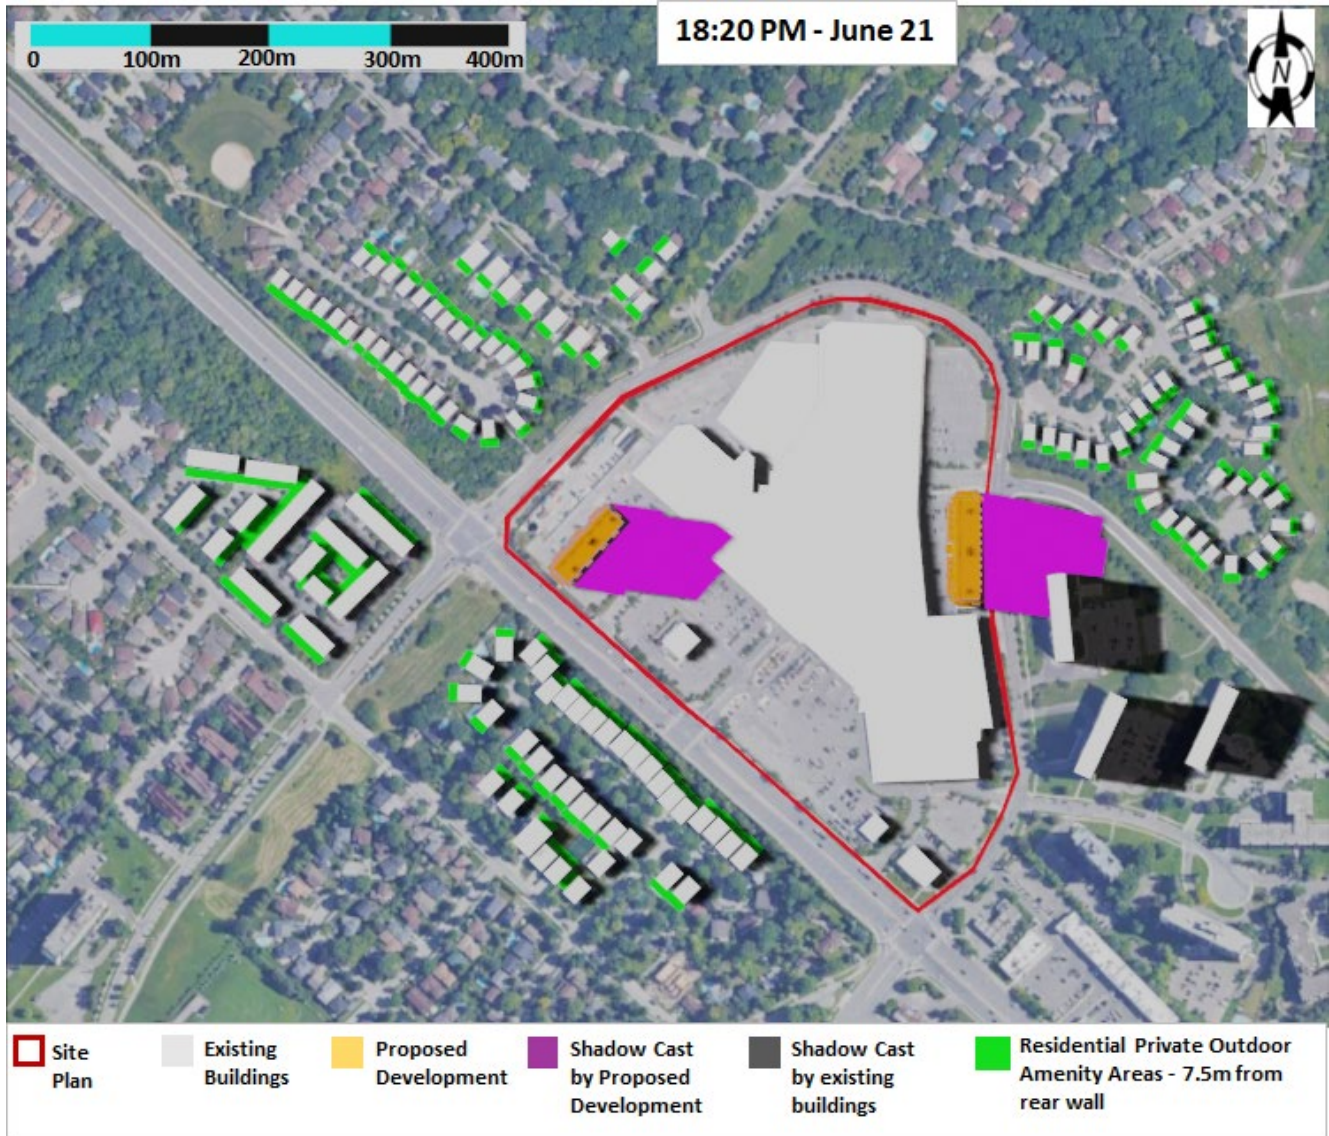 18:20 PM - June 21
0 100m 200m 300m 400m
N
Site
Plan
Existing
Buildings
Proposed
Development
Shadow Cast
by Proposed
Development
Shadow Cast
by existing
buildings
Residential Private Outdoor
Amenity Areas - 7.5m from
rear wall